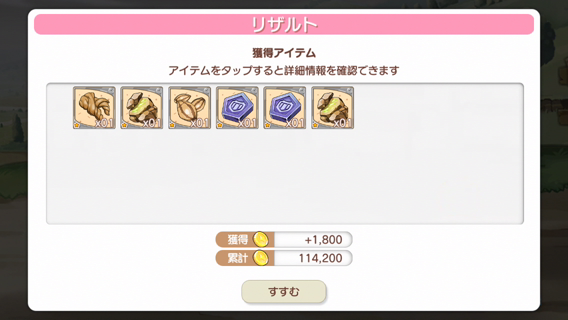 リザルト
獲得アイテム
アイテムをタップすると詳細情報を確認できます
x01 x01 x01 x01 x01 x01
獲得 +1,800
累計 114,200
すすむ